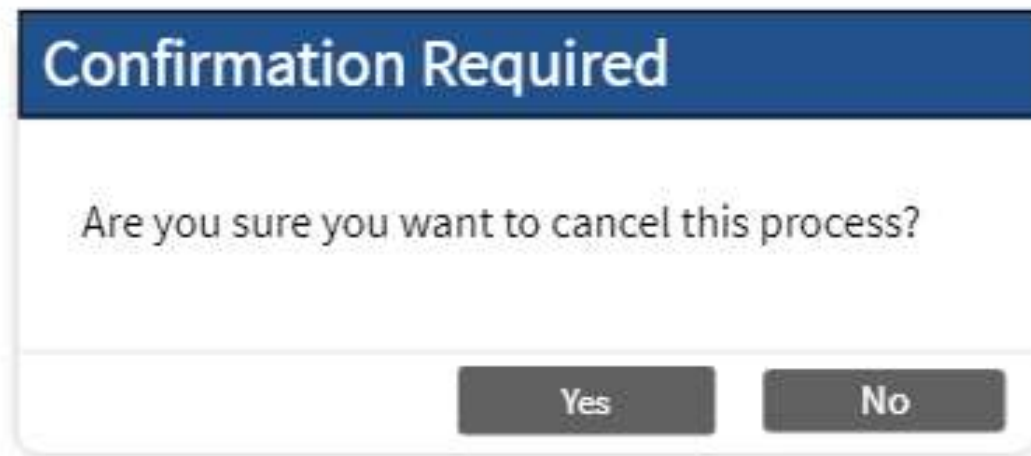 Confirmation Required
Are you sure you want to cancel this process?
Yes No